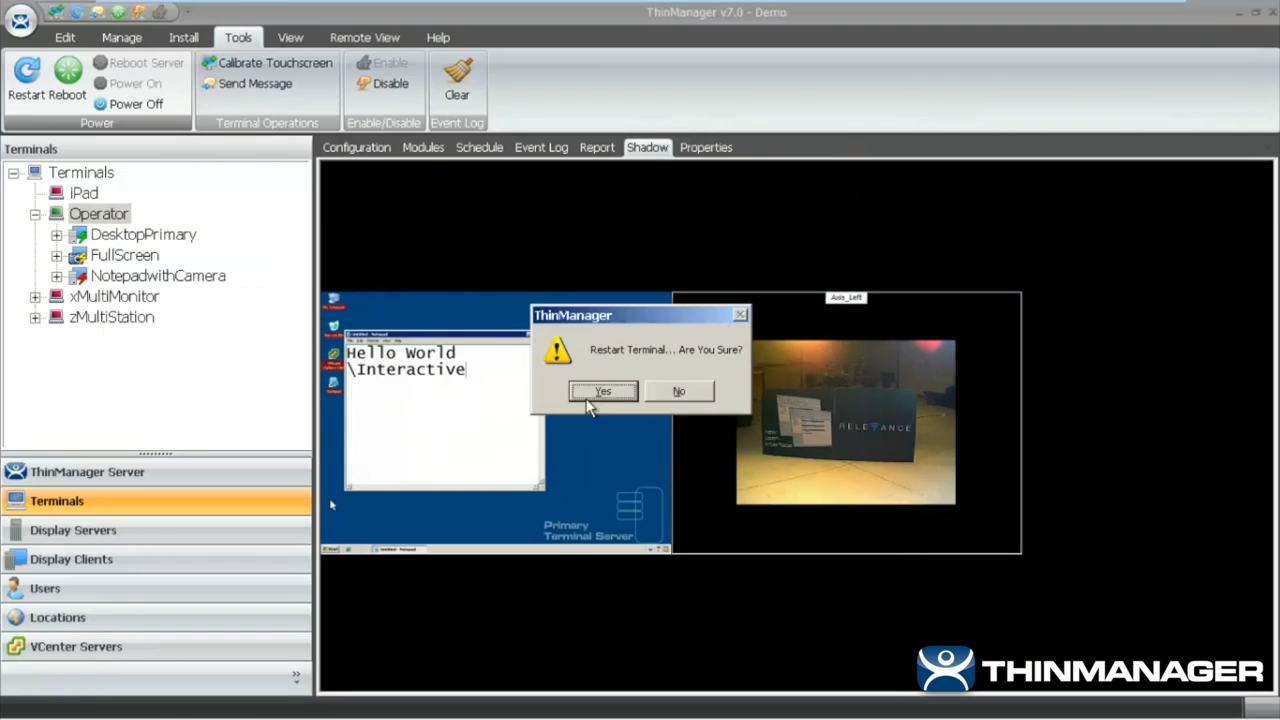 ThinManager v7.0 - Demo
Edit Manage Install Tools View Remote View Help
Restart Reboot
Reboot Server
Power On
Power Off
Power
Calibrate Touchscreen
Send Message
Terminal Operations
Enable
Disable
Enable/Disable
Clear
Event Log
Terminals
Configuration Modules Schedule Event Log Report Shadow Properties
Terminals
iPad
Operator
DesktopPrimary
FullScreen
NotepadwithCamera
xMultiMonitor
zMultiStation
Axis_Left
Hello World
\Interactive
ThinManager
Restart Terminal... Are You Sure?
Yes No
RELEVANCE
Primary
Terminal Server
ThinManager Server
Terminals
Display Servers
Display Clients
Users
Locations
VCenter Servers
THINMANAGER